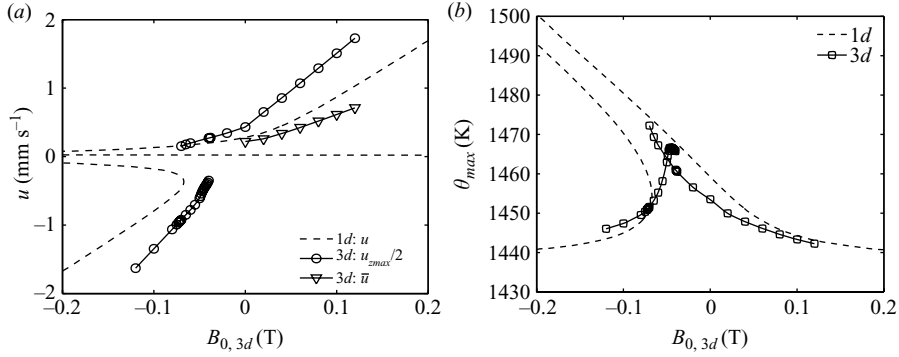 (a)
2
1
0
−1
−2
u (mm s⁻¹)
1d: u
3d: u_zmax/2
3d: ū
−0.2 −0.1 0 0.1 0.2
B₀, ₃d (T)
(b)
1500
1490
1480
1470
1460
1450
1440
1430
θmax (K)
1d
3d
−0.2 −0.1 0 0.1 0.2
B₀, ₃d (T)